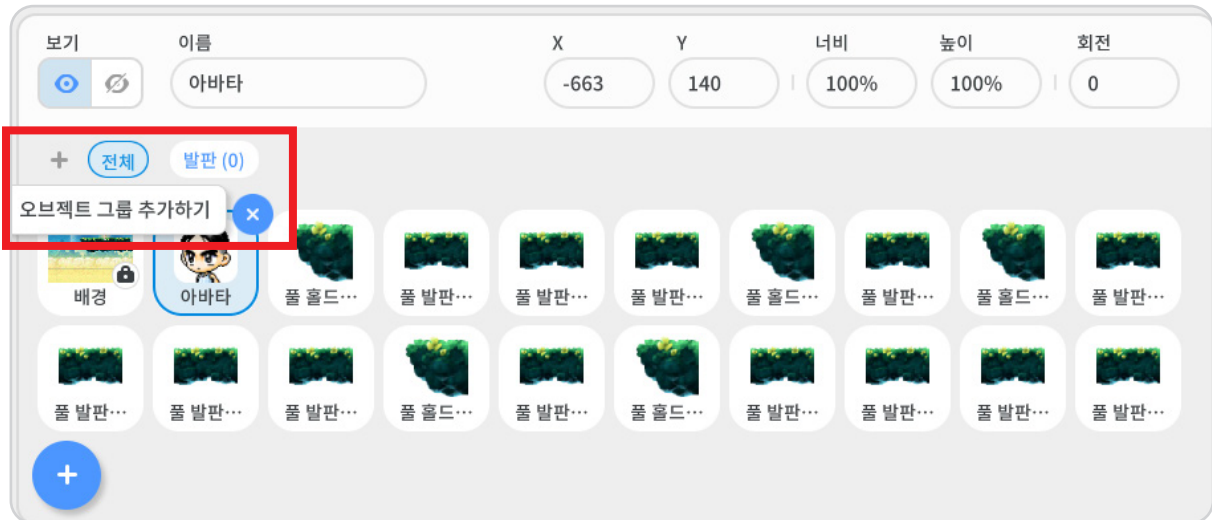 보기 이름 X Y 너비 높이 회전
아바타 -663 140 100% 100% 0
+ 전체 발판 (0)
오브젝트 그룹 추가하기
배경 아바타 풀 홀드… 풀 발판… 풀 발판… 풀 발판… 풀 홀드… 풀 발판… 풀 홀드… 풀 발판…
풀 발판… 풀 발판… 풀 발판… 풀 홀드… 풀 발판… 풀 홀드… 풀 발판… 풀 발판… 풀 발판… 풀 발판…
+